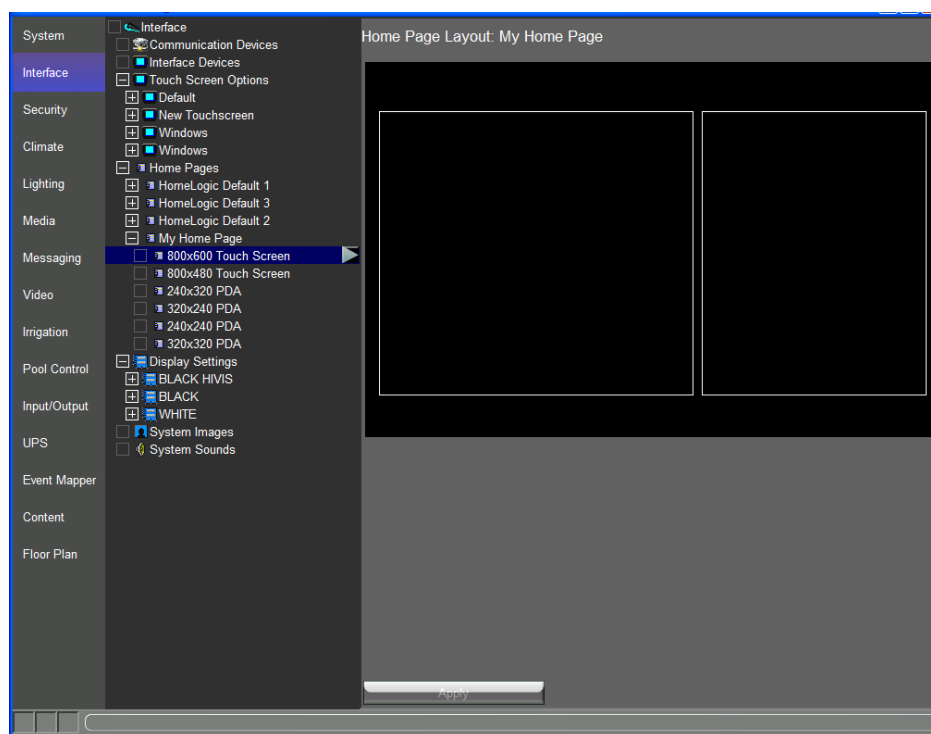 System
Interface
Security
Climate
Lighting
Media
Messaging
Video
Irrigation
Pool Control
Input/Output
UPS
Event Mapper
Content
Floor Plan
Interface
Communication Devices
Interface Devices
Touch Screen Options
Default
New Touchscreen
Windows
Windows
Home Pages
HomeLogic Default 1
HomeLogic Default 3
HomeLogic Default 2
My Home Page
800x600 Touch Screen
800x480 Touch Screen
240x320 PDA
320x240 PDA
240x240 PDA
320x320 PDA
Display Settings
BLACK HIVIS
BLACK
WHITE
System Images
System Sounds
Home Page Layout: My Home Page
Apply